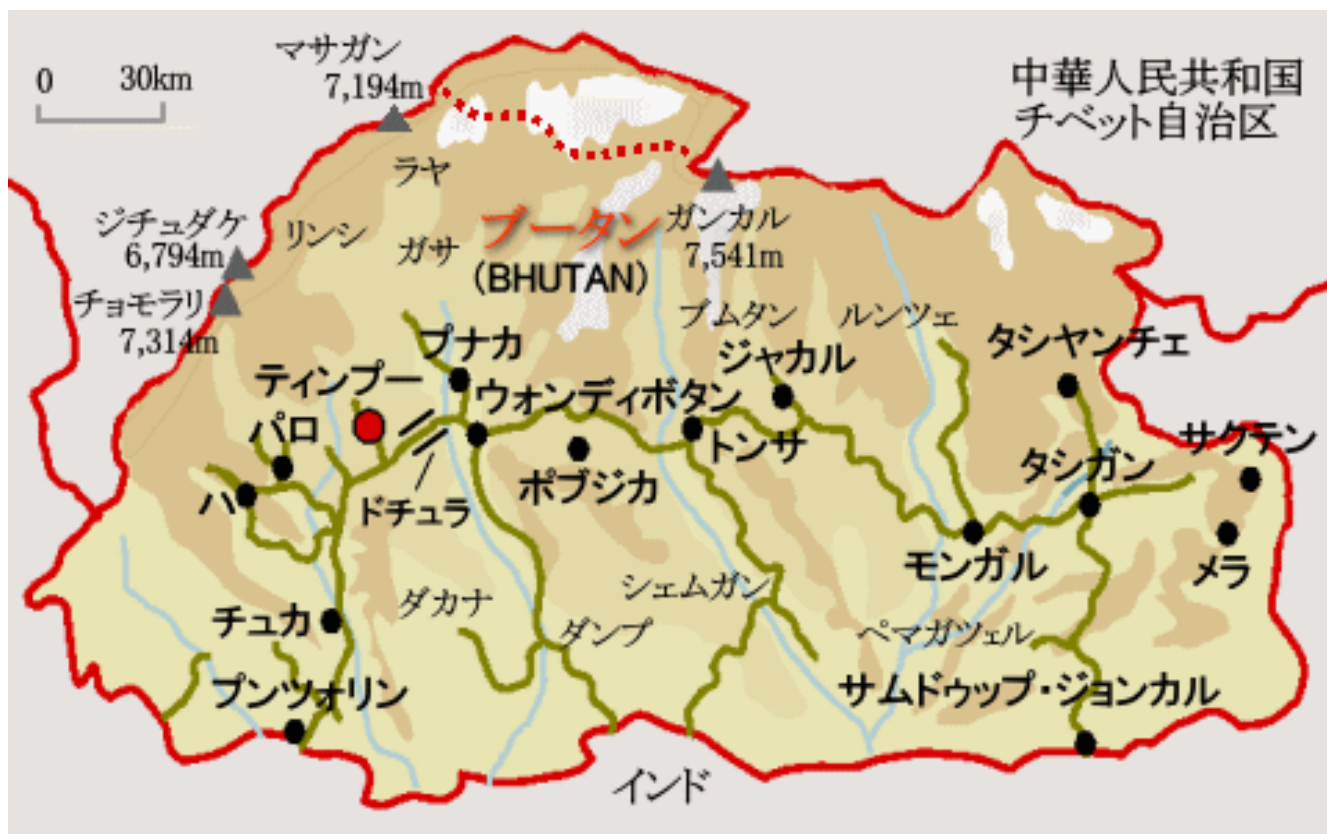 0 30km
マサガン
7,194m
中華人民共和国
チベット自治区
ラヤ
ジチュダケ
6,794m
リンシ
ガサ
ブータン
(BHUTAN)
ガンカル
7,541m
チョモラリ
7,314m
ブムタン
ルンツェ
プナカ
ジャカル
タシヤンチェ
ティンプー
ウォンディボタン
パロ
トンサ
サクテン
タシガン
ハ
ドチュラ
ポブジカ
モンガル
メラ
チュカ
ダカナ
シェムガン
ダンプ
ペマガツェル
プンツォリン
サムドゥップ・ジョンカル
インド